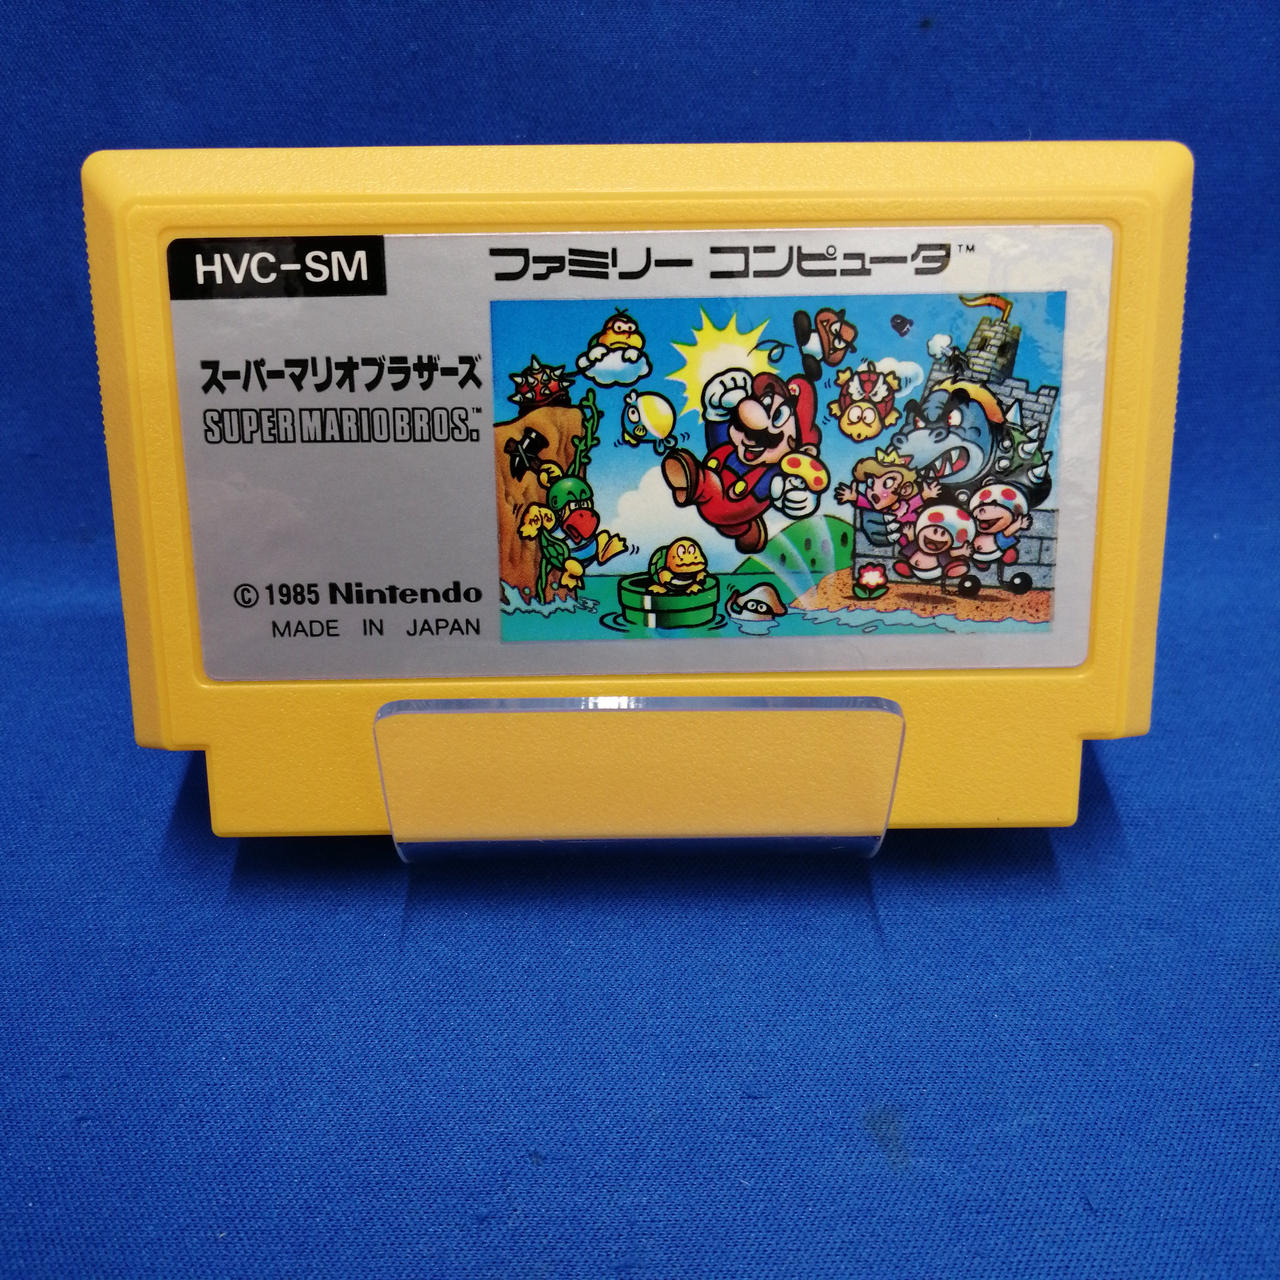 HVC-SM
ファミリー コンピュータ™
スーパーマリオブラザーズ
SUPER MARIO BROS.™
© 1985 Nintendo
MADE IN JAPAN